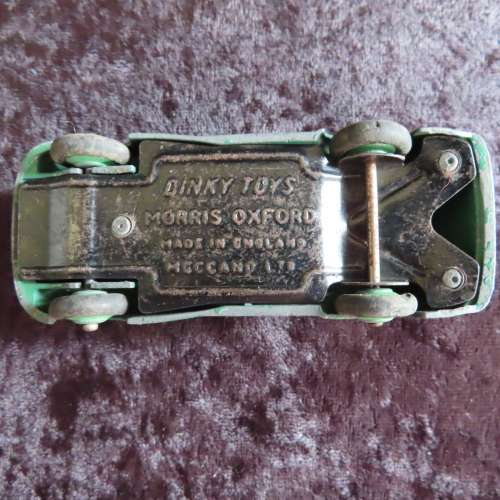 DINKY TOYS
MORRIS OXFORD
MADE IN ENGLAND
MECCANO LTD